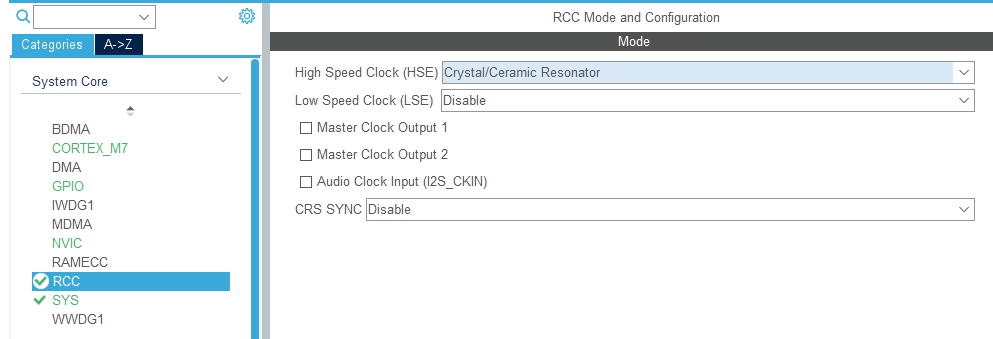 RCC Mode and Configuration
Categories A->Z
Mode
System Core
High Speed Clock (HSE) Crystal/Ceramic Resonator
Low Speed Clock (LSE) Disable
Master Clock Output 1
Master Clock Output 2
Audio Clock Input (I2S_CKIN)
CRS SYNC Disable
BDMA
CORTEX_M7
DMA
GPIO
IWDG1
MDMA
NVIC
RAMECC
RCC
SYS
WWDG1